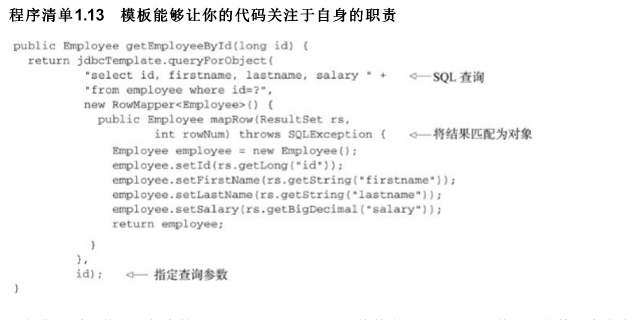 程序清单1.13 模板能够让你的代码关注于自身的职责
public Employee getEmployeeById(long id) {
return jdbcTemplate.queryForObject(
"select id, firstname, lastname, salary " + SQL 查询
"from employee where id=?",
new RowMapper<Employee>() {
public Employee mapRow(ResultSet rs,
int rowNum) throws SQLException { 将结果匹配为对象
Employee employee = new Employee();
employee.setId(rs.getLong("id"));
employee.setFirstName(rs.getString("firstname"));
employee.setLastName(rs.getString("lastname"));
employee.setSalary(rs.getBigDecimal("salary"));
return employee;
}
},
id); 指定查询参数
}